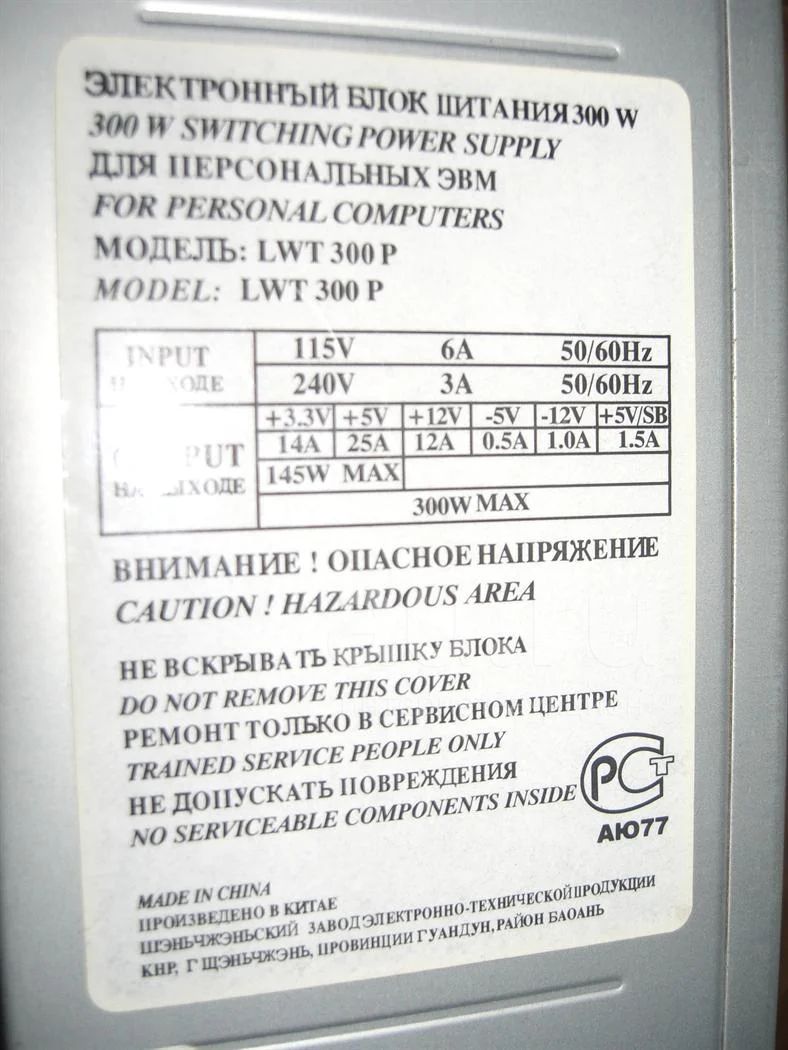 ЭЛЕКТРОННЫЙ БЛОК ПИТАНИЯ 300 W
300 W SWITCHING POWER SUPPLY
ДЛЯ ПЕРСОНАЛЬНЫХ ЭВМ
FOR PERSONAL COMPUTERS
МОДЕЛЬ: LWT 300 P
MODEL: LWT 300 P
INPUT 115V 6A 50/60Hz
240V 3A 50/60Hz
+3.3V +5V +12V -5V -12V +5V/SB
14A 25A 12A 0.5A 1.0A 1.5A
145W MAX
300W MAX
ВНИМАНИЕ ! ОПАСНОЕ НАПРЯЖЕНИЕ
CAUTION ! HAZARDOUS AREA
НЕ ВСКРЫВАТЬ КРЫШКУ БЛОКА
DO NOT REMOVE THIS COVER
РЕМОНТ ТОЛЬКО В СЕРВИСНОМ ЦЕНТРЕ
TRAINED SERVICE PEOPLE ONLY
НЕ ДОПУСКАТЬ ПОВРЕЖДЕНИЯ
NO SERVICEABLE COMPONENTS INSIDE
РСТ
АЮ77
MADE IN CHINA
ПРОИЗВЕДЕНО В КИТАЕ
ШЭНЬЧЖЭНЬСКИЙ ЗАВОД ЭЛЕКТРОННО-ТЕХНИЧЕСКОЙ ПРОДУКЦИИ
КНР, Г ЩЭНЬЧЖЭНЬ, ПРОВИНЦИИ ГУАНДУН, РАЙОН БАОАНЬ